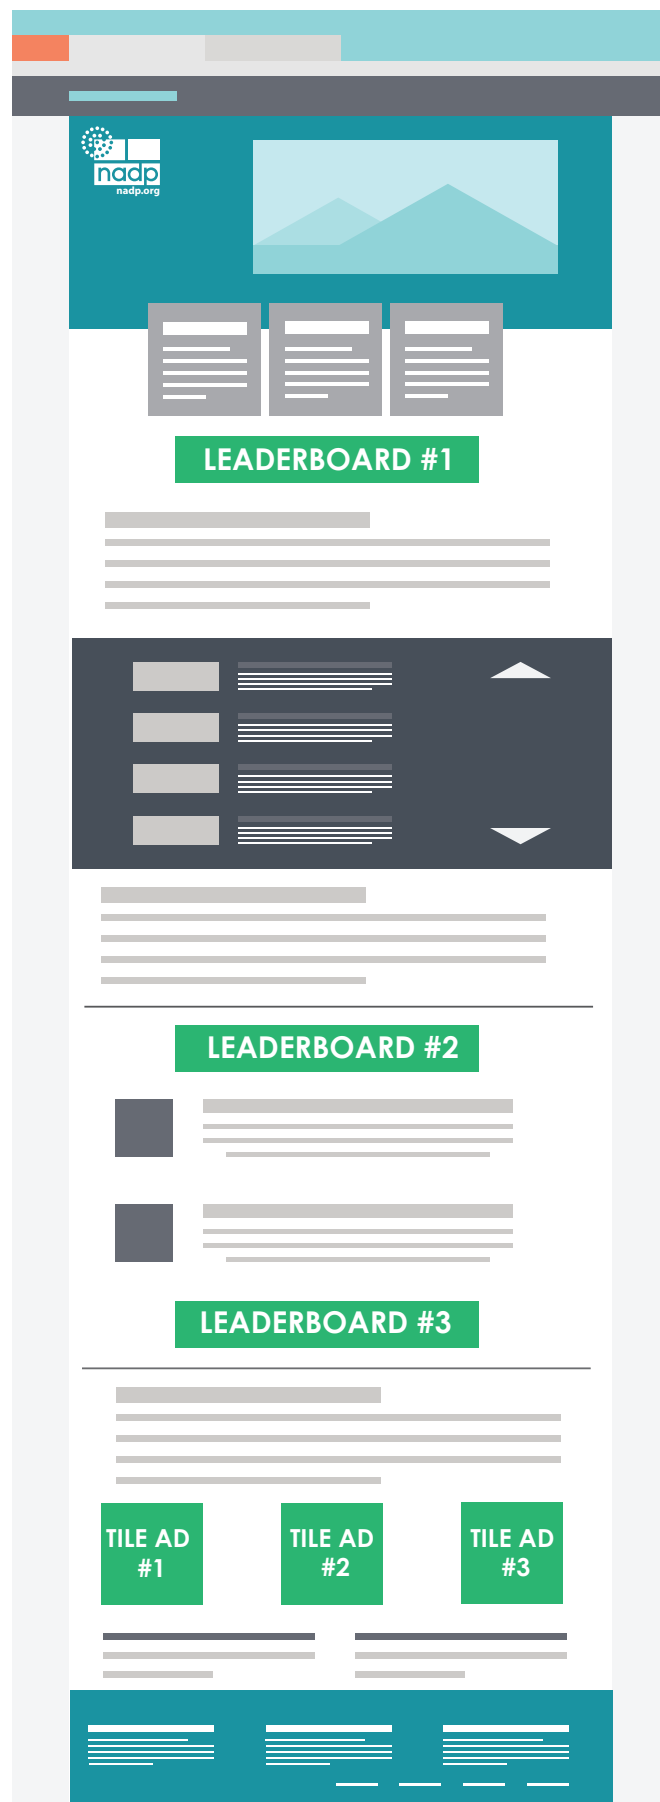 nadp
nadp.org
LEADERBOARD #1
LEADERBOARD #2
LEADERBOARD #3
TILE AD
#1
TILE AD
#2
TILE AD
#3